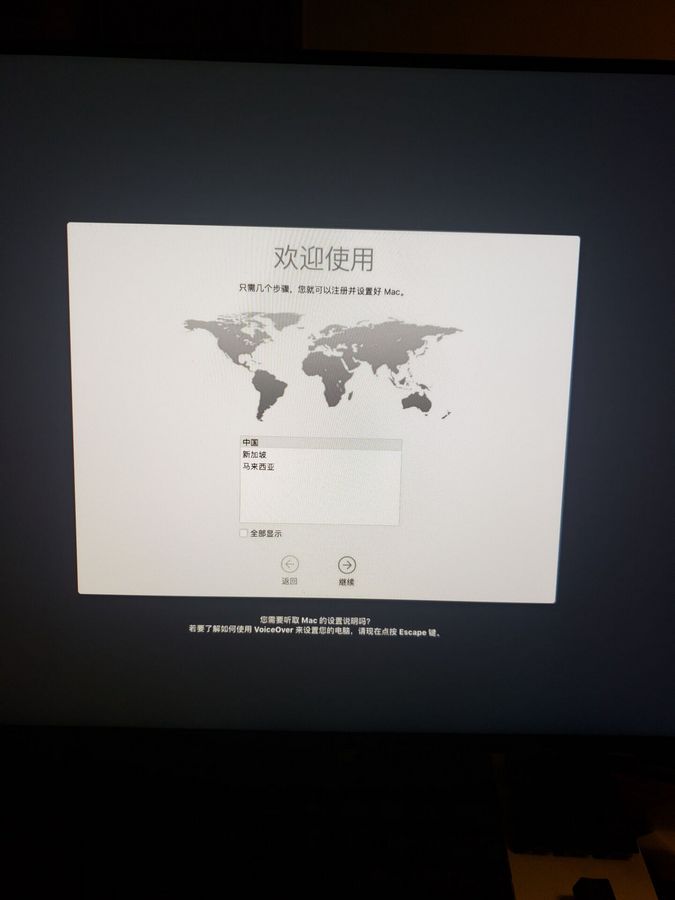 欢迎使用
只需几个步骤，您就可以注册并设置好 Mac。
中国
新加坡
马来西亚
全部显示
返回
继续
您需要听取 Mac 的设置说明吗？
若要了解如何使用 VoiceOver 来设置您的电脑，请现在点按 Escape 键。